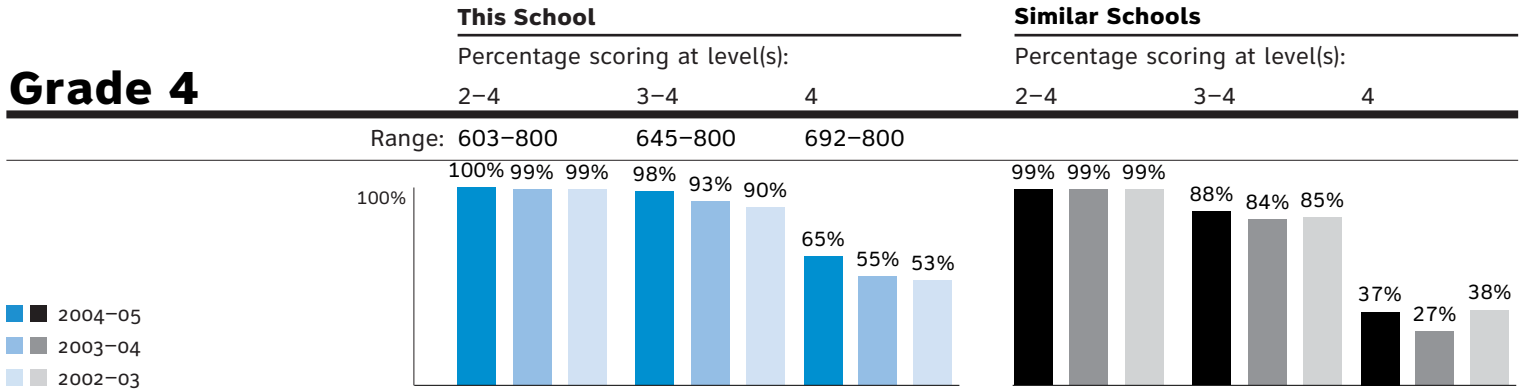 This School Similar Schools
Percentage scoring at level(s): Percentage scoring at level(s):
Grade 4 2–4 3–4 4 2–4 3–4 4
Range: 603–800 645–800 692–800
100% 99% 99% 98% 93% 90% 65% 55% 53% 99% 99% 99% 88% 84% 85% 37% 27% 38%
100%
2004–05
2003–04
2002–03